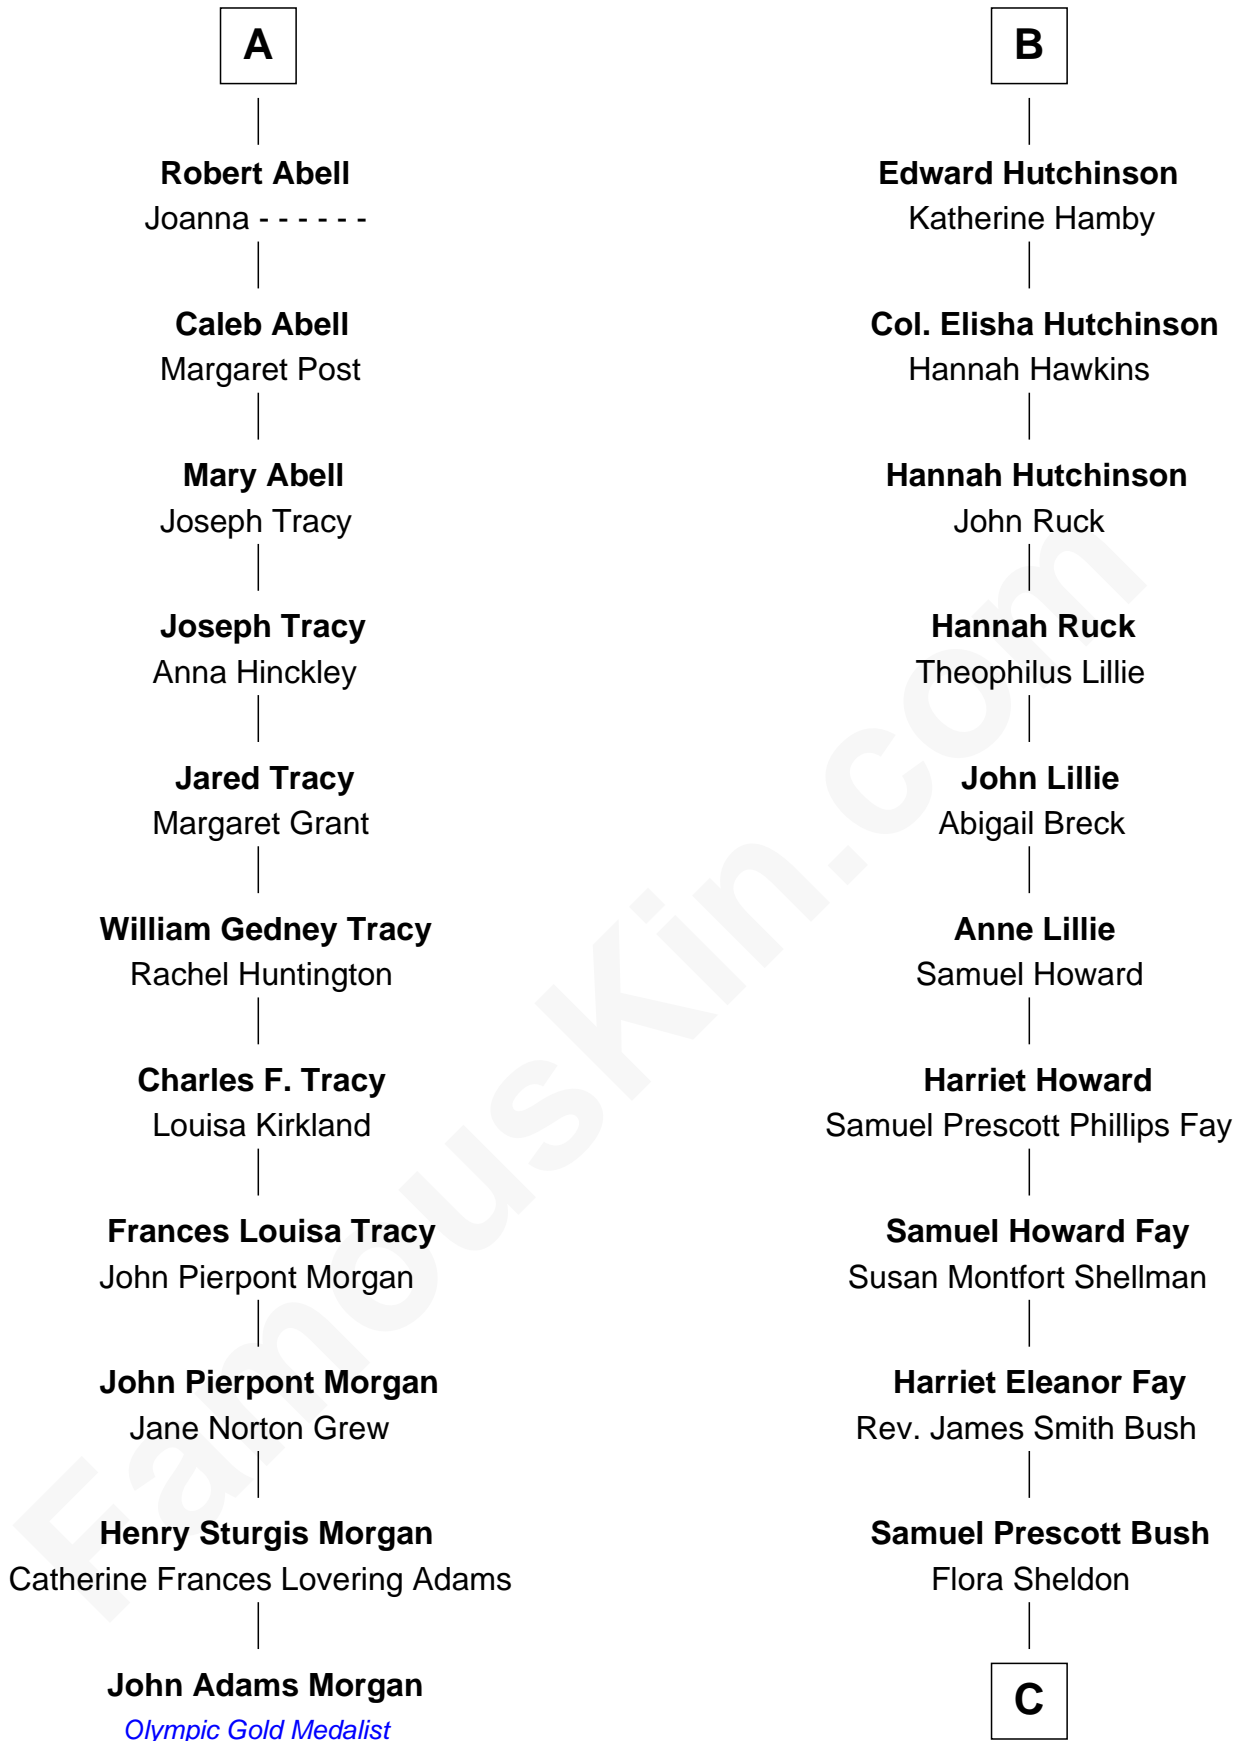 A
Robert Abell
Joanna - - - - - -
Caleb Abell
Margaret Post
Mary Abell
Joseph Tracy
Joseph Tracy
Anna Hinckley
Jared Tracy
Margaret Grant
William Gedney Tracy
Rachel Huntington
Charles F. Tracy
Louisa Kirkland
Frances Louisa Tracy
John Pierpont Morgan
John Pierpont Morgan
Jane Norton Grew
Henry Sturgis Morgan
Catherine Frances Lovering Adams
John Adams Morgan
Olympic Gold Medalist
B
Edward Hutchinson
Katherine Hamby
Col. Elisha Hutchinson
Hannah Hawkins
Hannah Hutchinson
John Ruck
Hannah Ruck
Theophilus Lillie
John Lillie
Abigail Breck
Anne Lillie
Samuel Howard
Harriet Howard
Samuel Prescott Phillips Fay
Samuel Howard Fay
Susan Montfort Shellman
Harriet Eleanor Fay
Rev. James Smith Bush
Samuel Prescott Bush
Flora Sheldon
C
FamousKin.com